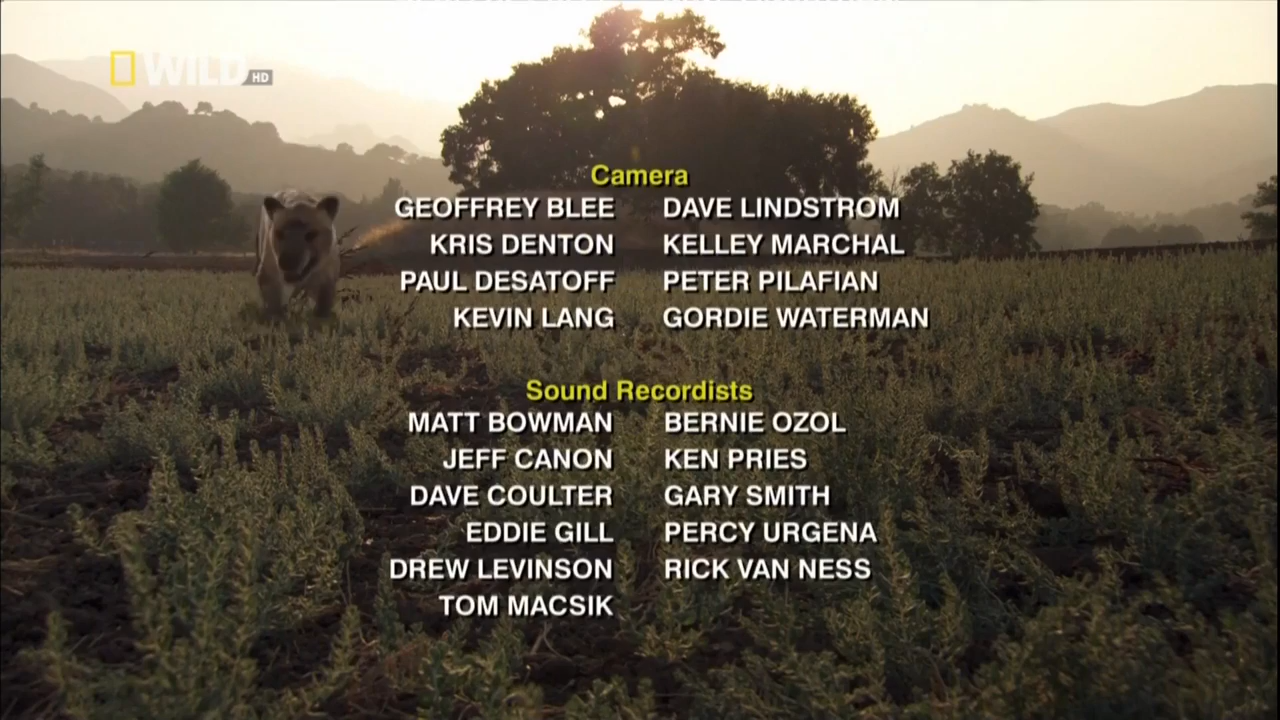 WILD HD
Camera
GEOFFREY BLEE DAVE LINDSTROM
KRIS DENTON KELLEY MARCHAL
PAUL DESATOFF PETER PILAFIAN
KEVIN LANG GORDIE WATERMAN
Sound Recordists
MATT BOWMAN BERNIE OZOL
JEFF CANON KEN PRIES
DAVE COULTER GARY SMITH
EDDIE GILL PERCY URGENA
DREW LEVINSON RICK VAN NESS
TOM MACSIK